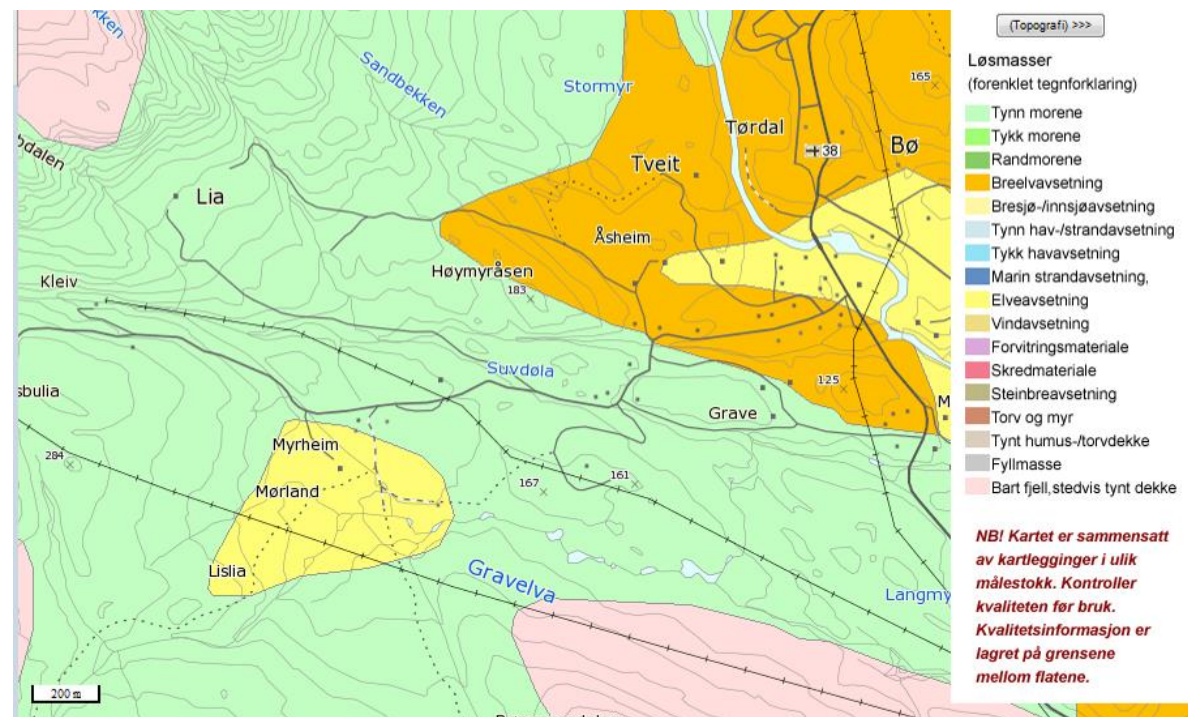 (Topografi) >>>
Løsmasser
(forenklet tegnforklaring)
Tynn morene
Tykk morene
Randmorene
Breelvavsetning
Bresjø-/innsjøavsetning
Tynn hav-/strandavsetning
Tykk havavsetning
Marin strandavsetning,
Elveavsetning
Vindavsetning
Forvitringsmateriale
Skredmateriale
Steinbreavsetning
Torv og myr
Tynt humus-/torvdekke
Fyllmasse
Bart fjell,stedvis tynt dekke
NB! Kartet er sammensatt
av kartlegginger i ulik
målestokk. Kontroller
kvaliteten før bruk.
Kvalitetsinformasjon er
lagret på grensene
mellom flatene.
kken
Sandbekken
Stormyr
165
Tørdal
38
Bø
bdalen
Tveit
Lia
Åsheim
Høymyråsen
183
Kleiv
Suvdøla
125
sbulia
Grave
M
Myrheim
284
161
167
Mørland
Lislia
Gravelva
Langmy
200 m